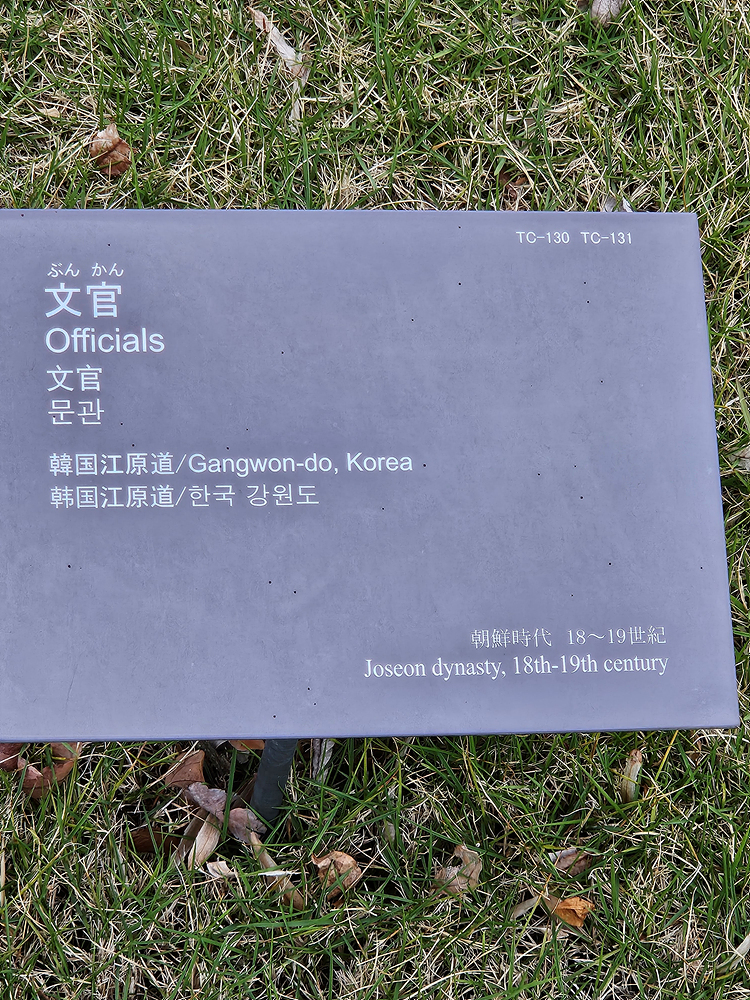 TC-130 TC-131
ぶん かん
文官
Officials
文官
문관
韓国江原道/Gangwon-do, Korea
韩国江原道/한국 강원도
朝鮮時代 18～19世紀
Joseon dynasty, 18th-19th century